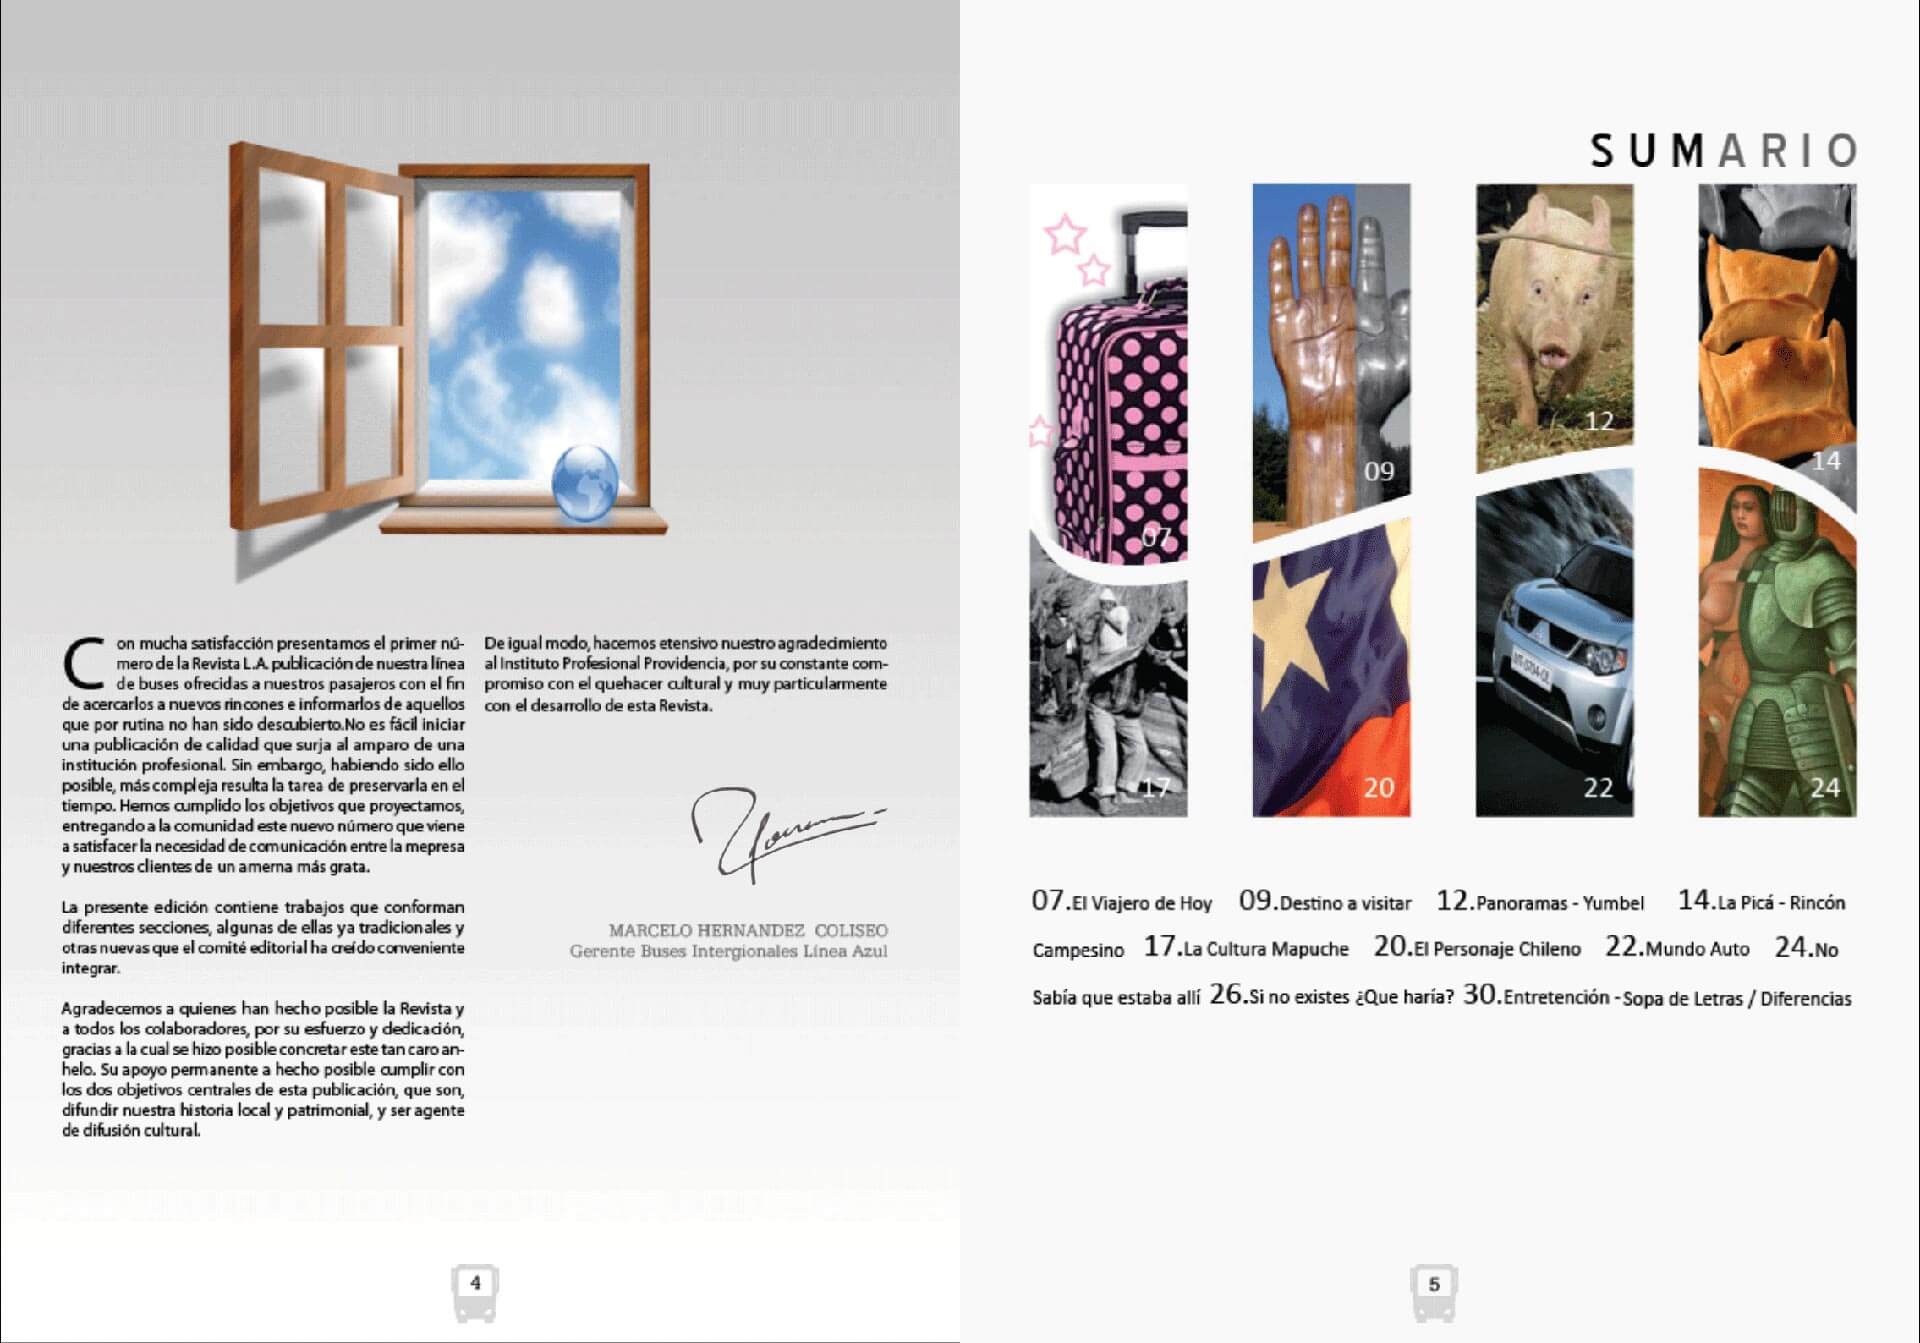 Con mucha satisfacción presentamos el primer nú-
mero de la Revista L.A. publicación de nuestra línea
de buses ofrecidas a nuestros pasajeros con el fin
de acercarlos a nuevos rincones e informarlos de aquellos
que por rutina no han sido descubierto.No es fácil iniciar
una publicación de calidad que surja al amparo de una
institución profesional. Sin embargo, habiendo sido ello
posible, más compleja resulta la tarea de preservarla en el
tiempo. Hemos cumplido los objetivos que proyectamos,
entregando a la comunidad este nuevo número que viene
a satisfacer la necesidad de comunicación entre la mepresa
y nuestros clientes de un amerna más grata.
La presente edición contiene trabajos que conforman
diferentes secciones, algunas de ellas ya tradicionales y
otras nuevas que el comité editorial ha creído conveniente
integrar.
Agradecemos a quienes han hecho posible la Revista y
a todos los colaboradores, por su esfuerzo y dedicación,
gracias a la cual se hizo posible concretar este tan caro an-
helo. Su apoyo permanente a hecho posible cumplir con
los dos objetivos centrales de esta publicación, que son,
difundir nuestra historia local y patrimonial, y ser agente
de difusión cultural.
De igual modo, hacemos etensivo nuestro agradecimiento
al Instituto Profesional Providencia, por su constante com-
promiso con el quehacer cultural y muy particularmente
con el desarrollo de esta Revista.
MARCELO HERNANDEZ COLISEO
Gerente Buses Intergionales Línea Azul
4
SUMARIO
07
09
12
14
17
20
22
24
07.El Viajero de Hoy 09.Destino a visitar 12.Panoramas - Yumbel 14.La Picá - Rincón
Campesino 17.La Cultura Mapuche 20.El Personaje Chileno 22.Mundo Auto 24.No
Sabía que estaba allí 26.Si no existes ¿Que haría? 30.Entretención - Sopa de Letras / Diferencias
5